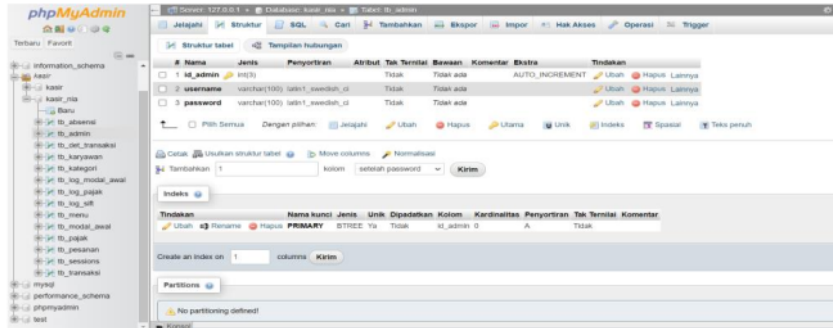 phpMyAdmin
Terbaru Favorit
information_schema
kasir
kasir
kasir_nia
Baru
tb_absensi
tb_admin
tb_det_transaksi
tb_karyawan
tb_kategori
tb_log_modal_awal
tb_log_pajak
tb_log_sift
tb_menu
tb_modal_awal
tb_pajak
tb_pesanan
tb_sessions
tb_transaksi
mysql
performance_schema
phpmyadmin
test
Server: 127.0.0.1 » Database: kasir_nia » Tabel: tb_admin
Jelajahi Struktur SQL Cari Tambahkan Ekspor Impor Hak Akses Operasi Trigger
Struktur tabel Tampilan hubungan
# Nama Jenis Penyortiran Atribut Tak Ternilai Bawaan Komentar Ekstra Tindakan
1 id_admin int(3) Tidak Tidak ada AUTO_INCREMENT Ubah Hapus Lainnya
2 username varchar(100) latin1_swedish_ci Tidak Tidak ada Ubah Hapus Lainnya
3 password varchar(100) latin1_swedish_ci Tidak Tidak ada Ubah Hapus Lainnya
Pilih Semua Dengan pilihan: Jelajahi Ubah Hapus Utama Unik Indeks Spasial Teks penuh
Cetak Usulkan struktur tabel Move columns Normalisasi
Tambahkan 1 kolom setelah password Kirim
Indeks
Tindakan Nama kunci Jenis Unik Dipadatkan Kolom Kardinalitas Penyortiran Tak Ternilai Komentar
Ubah Rename Hapus PRIMARY BTREE Ya Tidak id_admin 0 A Tidak
Create an index on 1 columns Kirim
Partitions
No partitioning defined!
Konsol